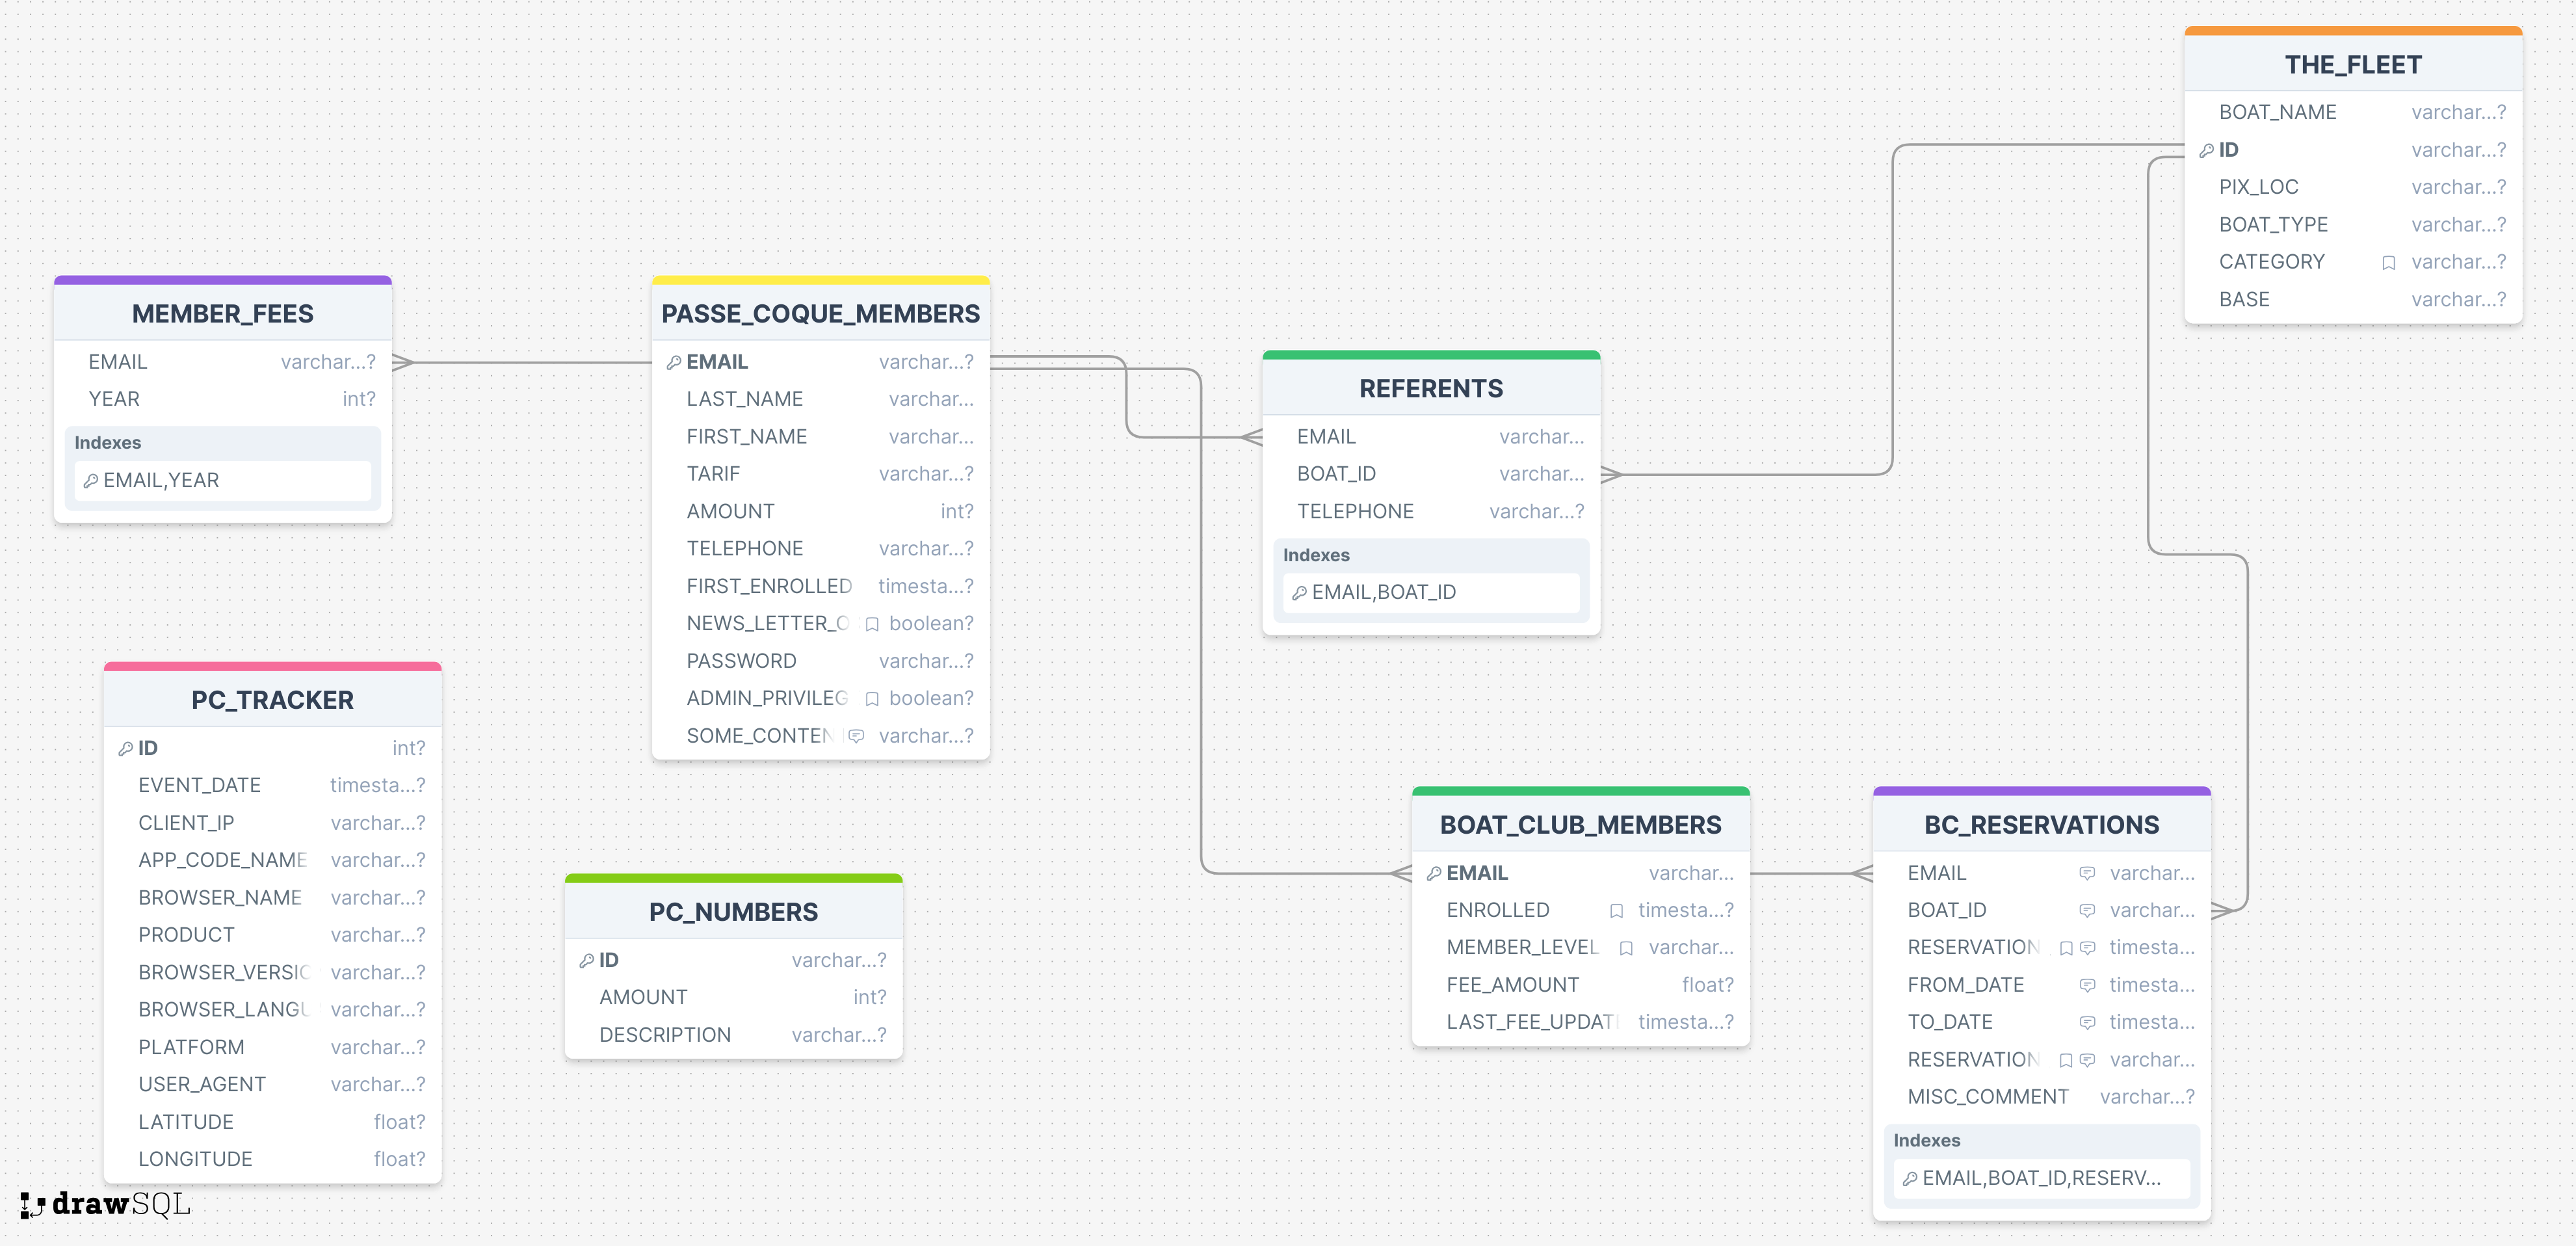 THE_FLEET
BOAT_NAME varchar...?
ID varchar...?
PIX_LOC varchar...?
BOAT_TYPE varchar...?
CATEGORY varchar...?
BASE varchar...?
MEMBER_FEES
EMAIL varchar...?
YEAR int?
Indexes
EMAIL,YEAR
PASSE_COQUE_MEMBERS
EMAIL varchar...?
LAST_NAME varchar...
FIRST_NAME varchar...
TARIF varchar...?
AMOUNT int?
TELEPHONE varchar...?
FIRST_ENROLLED timesta...?
NEWS_LETTER_O boolean?
PASSWORD varchar...?
ADMIN_PRIVILEG boolean?
SOME_CONTEN varchar...?
REFERENTS
EMAIL varchar...
BOAT_ID varchar...
TELEPHONE varchar...?
Indexes
EMAIL,BOAT_ID
PC_TRACKER
ID int?
EVENT_DATE timesta...?
CLIENT_IP varchar...?
APP_CODE_NAME varchar...?
BROWSER_NAME varchar...?
PRODUCT varchar...?
BROWSER_VERSIO varchar...?
BROWSER_LANGU varchar...?
PLATFORM varchar...?
USER_AGENT varchar...?
LATITUDE float?
LONGITUDE float?
PC_NUMBERS
ID varchar...?
AMOUNT int?
DESCRIPTION varchar...?
BOAT_CLUB_MEMBERS
EMAIL varchar...
ENROLLED timesta...?
MEMBER_LEVEL varchar...
FEE_AMOUNT float?
LAST_FEE_UPDAT timesta...?
BC_RESERVATIONS
EMAIL varchar...
BOAT_ID varchar...
RESERVATION timesta...
FROM_DATE timesta...
TO_DATE timesta...
RESERVATION varchar...
MISC_COMMENT varchar...?
Indexes
EMAIL,BOAT_ID,RESERV...
drawSQL